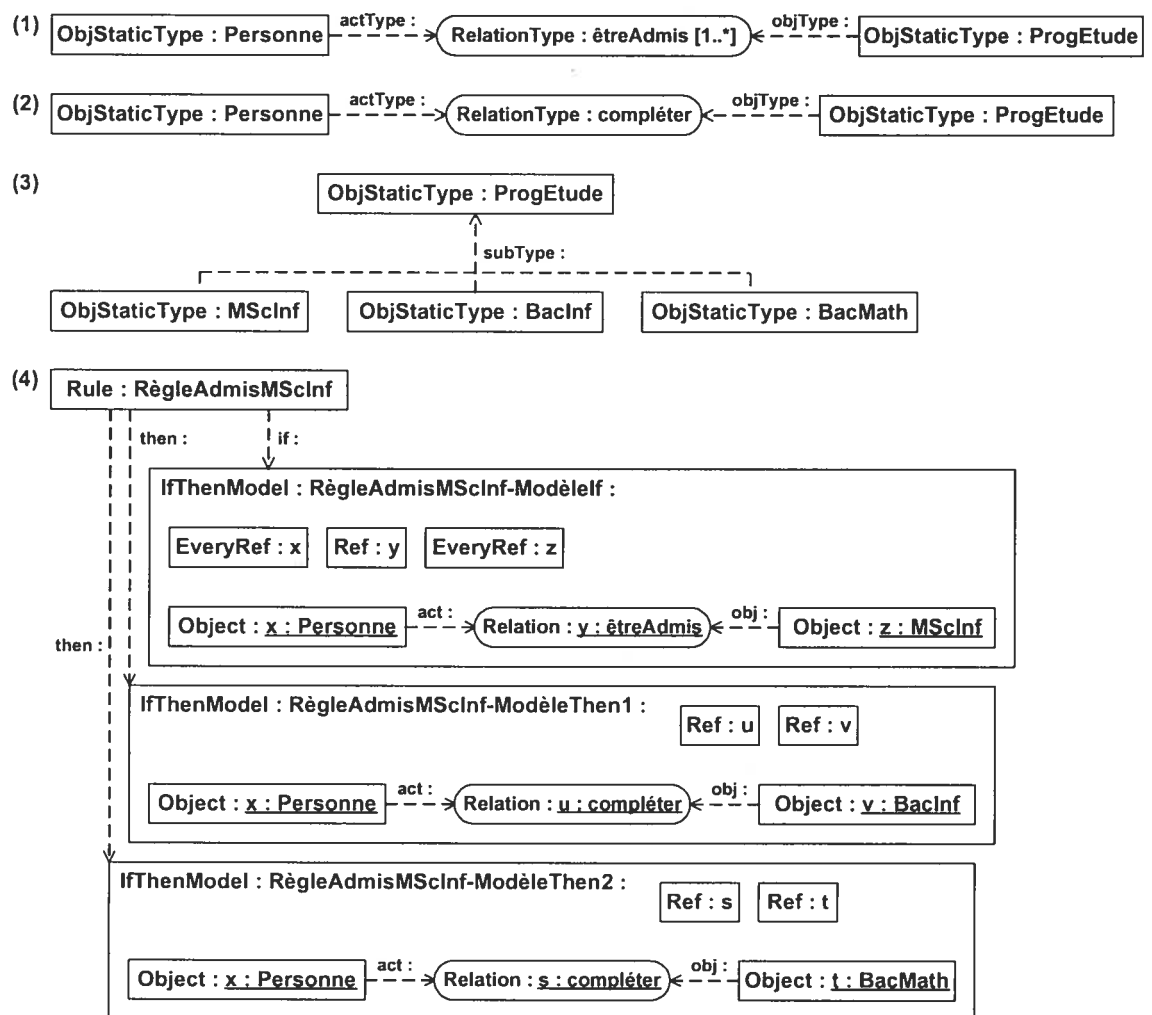 (1) ObjStaticType : Personne actType : RelationType : êtreAdmis [1..*] objType : ObjStaticType : ProgEtude
(2) ObjStaticType : Personne actType : RelationType : compléter objType : ObjStaticType : ProgEtude
(3) ObjStaticType : ProgEtude
subType :
ObjStaticType : MScInf ObjStaticType : BacInf ObjStaticType : BacMath
(4) Rule : RègleAdmisMScInf
then : if :
IfThenModel : RègleAdmisMScInf-ModèleIf :
EveryRef : x Ref : y EveryRef : z
Object : x : Personne act : Relation : y : êtreAdmis obj : Object : z : MScInf
then :
IfThenModel : RègleAdmisMScInf-ModèleThen1 :
Ref : u Ref : v
Object : x : Personne act : Relation : u : compléter obj : Object : v : BacInf
IfThenModel : RègleAdmisMScInf-ModèleThen2 :
Ref : s Ref : t
Object : x : Personne act : Relation : s : compléter obj : Object : t : BacMath